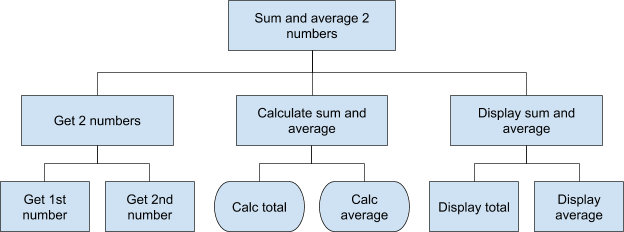 Sum and average 2
numbers
Get 2 numbers
Calculate sum and
average
Display sum and
average
Get 1st
number
Get 2nd
number
Calc total
Calc
average
Display total
Display
average